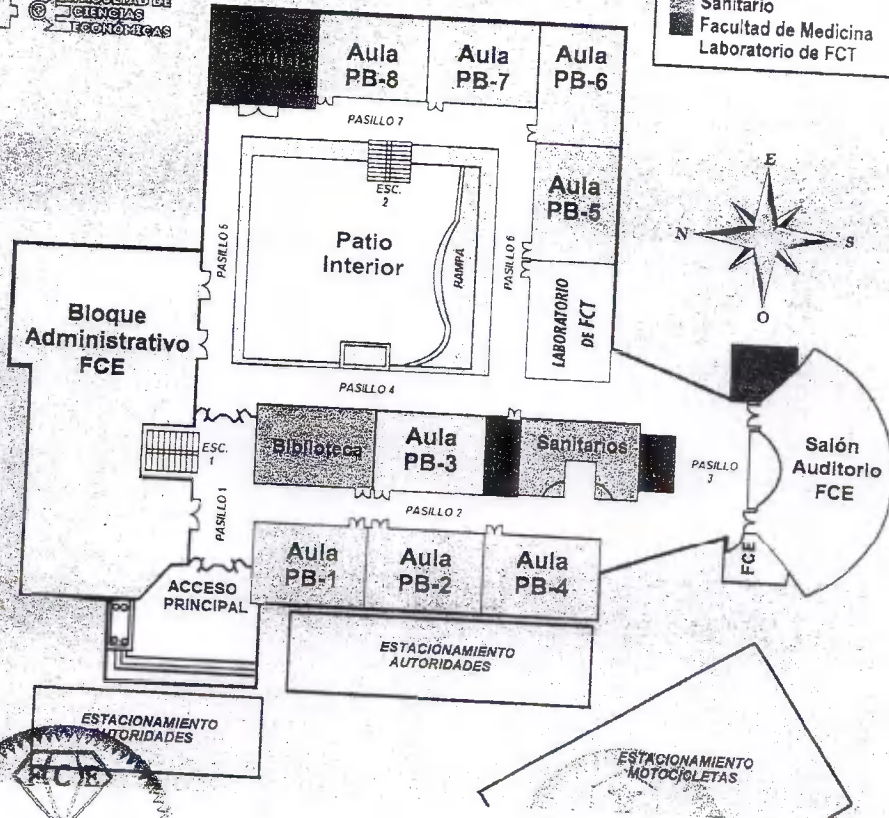 FACULTAD DE
CIENCIAS
ECONÓMICAS
Sanitario
Facultad de Medicina
Laboratorio de FCT
Aula
PB-8
Aula
PB-7
Aula
PB-6
PASILLO 7
ESC.
2
Aula
PB-5
E
N
S
O
PASILLO 5
Patio
Interior
RAMPA
PASILLO 6
LABORATORIO
DE FCT
Bloque
Administrativo
FCE
PASILLO 4
ESC.
1
Biblioteca
Aula
PB-3
Sanitarios
PASILLO
3
Salón
Auditorio
FCE
PASILLO 1
PASILLO 2
Aula
PB-1
Aula
PB-2
Aula
PB-4
FCE
ACCESO
PRINCIPAL
ESTACIONAMIENTO
AUTORIDADES
ESTACIONAMIENTO
AUTORIDADES
ESTACIONAMIENTO
MOTOCICLETAS
FCE